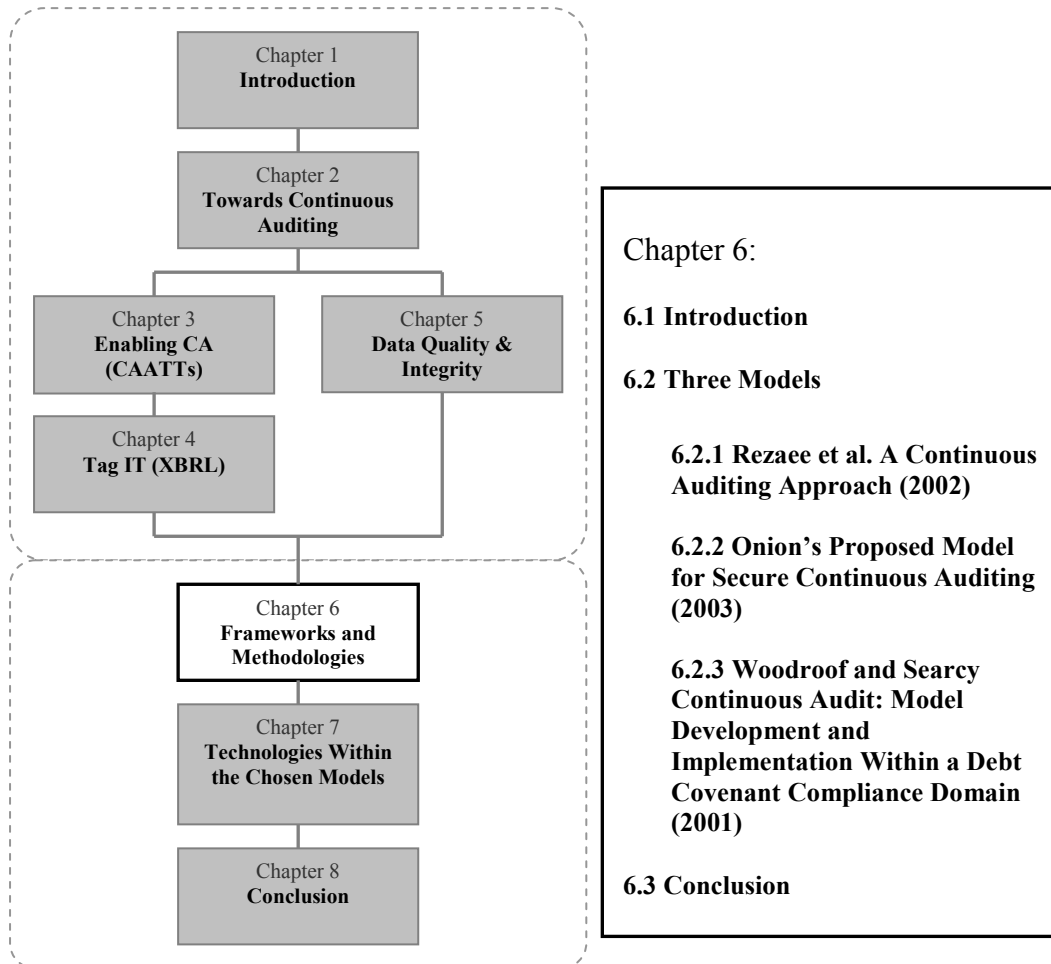 Chapter 1
Introduction
Chapter 2
Towards Continuous
Auditing
Chapter 3
Enabling CA
(CAATTs)
Chapter 5
Data Quality &
Integrity
Chapter 4
Tag IT (XBRL)
Chapter 6
Frameworks and
Methodologies
Chapter 7
Technologies Within
the Chosen Models
Chapter 8
Conclusion
Chapter 6:
6.1 Introduction
6.2 Three Models
6.2.1 Rezaee et al. A Continuous
Auditing Approach (2002)
6.2.2 Onion’s Proposed Model
for Secure Continuous Auditing
(2003)
6.2.3 Woodroof and Searcy
Continuous Audit: Model
Development and
Implementation Within a Debt
Covenant Compliance Domain
(2001)
6.3 Conclusion